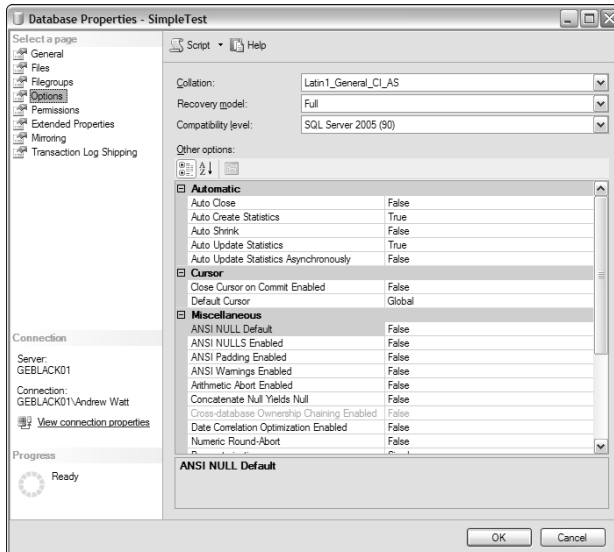 Database Properties - SimpleTest
Select a page
General
Files
Filegroups
Options
Permissions
Extended Properties
Mirroring
Transaction Log Shipping
Connection
Server:
GEBLACK01
Connection:
GEBLACK01\Andrew Watt
View connection properties
Progress
Ready
Script Help
Collation: Latin1_General_CI_AS
Recovery model: Full
Compatibility level: SQL Server 2005 (90)
Other options:
Automatic
Auto Close False
Auto Create Statistics True
Auto Shrink False
Auto Update Statistics True
Auto Update Statistics Asynchronously False
Cursor
Close Cursor on Commit Enabled False
Default Cursor Global
Miscellaneous
ANSI NULL Default False
ANSI NULLS Enabled False
ANSI Padding Enabled False
ANSI Warnings Enabled False
Arithmetic Abort Enabled False
Concatenate Null Yields Null False
Cross-database Ownership Chaining Enabled False
Date Correlation Optimization Enabled False
Numeric Round-Abort False
ANSI NULL Default
OK Cancel